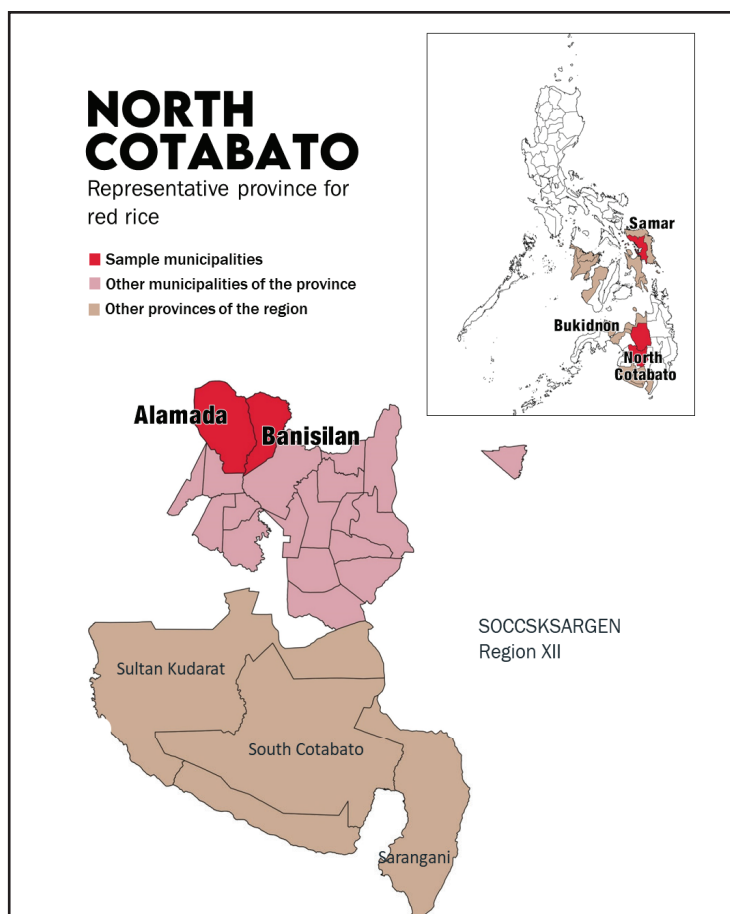 NORTH
COTABATO
Representative province for
red rice
Sample municipalities
Other municipalities of the province
Other provinces of the region
Samar
Bukidnon
North
Cotabato
Alamada
Banisilan
SOCCSKSARGEN
Region XII
Sultan Kudarat
South Cotabato
Sarangani